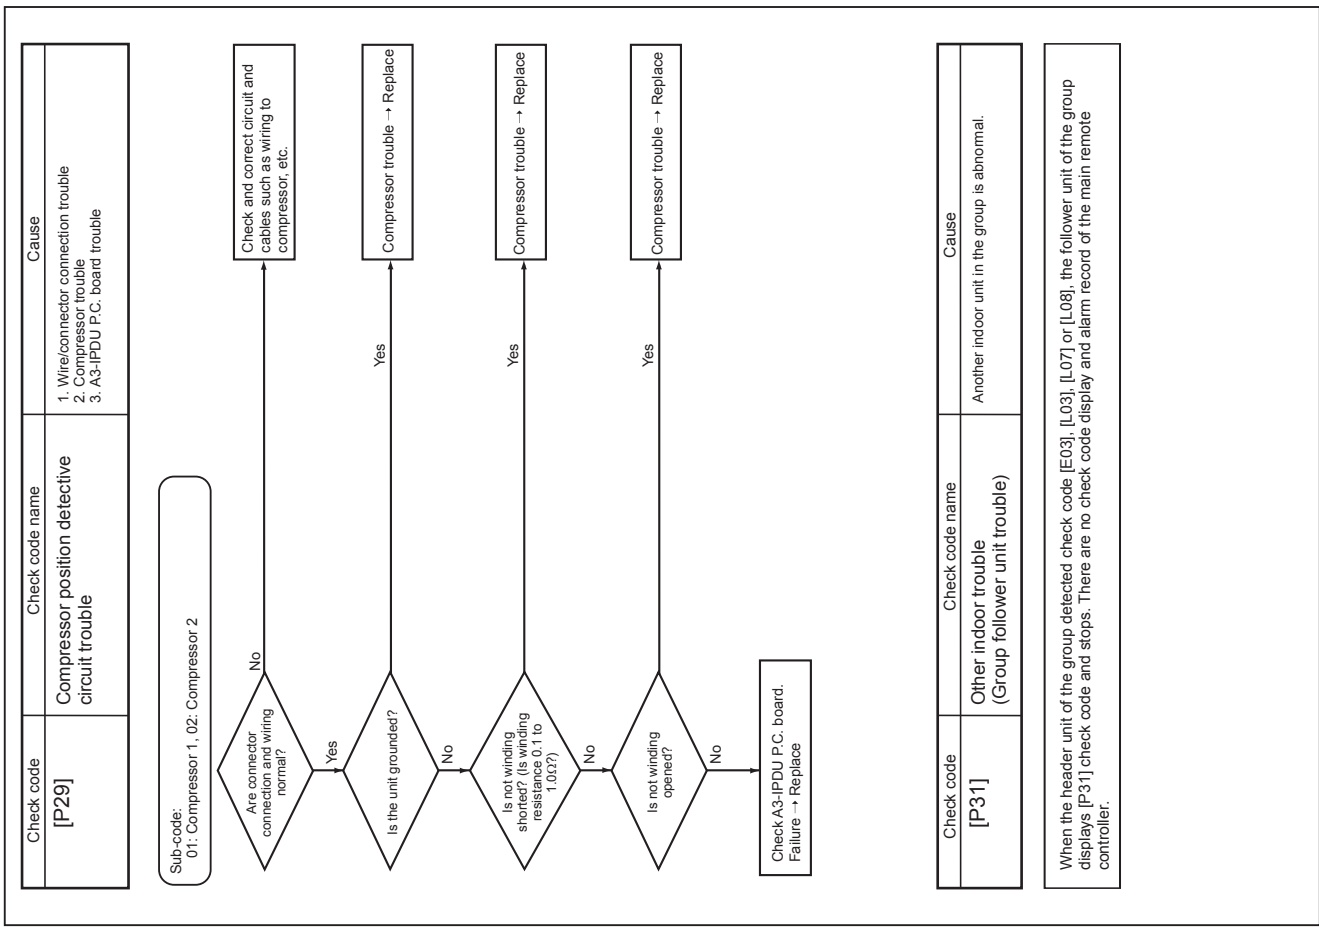 Check code
Check code name
Cause
[P29]
Compressor position detective
circuit trouble
1. Wire/connector connection trouble
2. Compressor trouble
3. A3-IPDU P.C. board trouble
Sub-code:
01: Compressor 1, 02: Compressor 2
Are connector
connection and wiring
normal?
No
Check and correct circuit and
cables such as wiring to
compressor, etc.
Yes
Is the unit grounded?
Yes
Compressor trouble → Replace
No
Is not winding
shorted? (Is winding
resistance 0.1 to
1.0Ω?)
Yes
Compressor trouble → Replace
No
Is not winding
opened?
Yes
Compressor trouble → Replace
No
Check A3-IPDU P.C. board.
Failure → Replace
Check code
Check code name
Cause
[P31]
Other indoor trouble
(Group follower unit trouble)
Another indoor unit in the group is abnormal.
When the header unit of the group detected check code [E03], [L03], [L07] or [L08], the follower unit of the group
displays [P31] check code and stops. There are no check code display and alarm record of the main remote
controller.